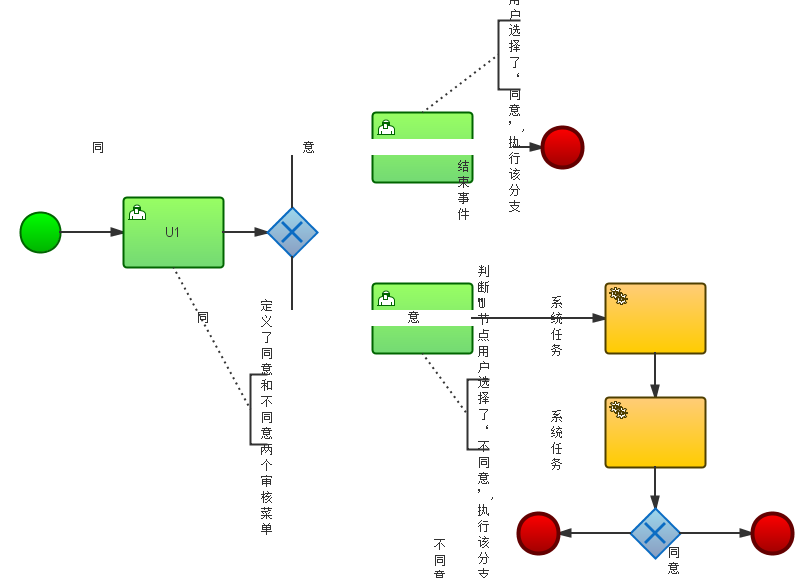 用户选择了“同意”,执行该分支
同
意
结束事件
U1
判断U1节点用户选择了“不同意”,执行该分支
同
意
系统任务
定义了同意和不同意两个审核菜单
系统任务
不同意
同意